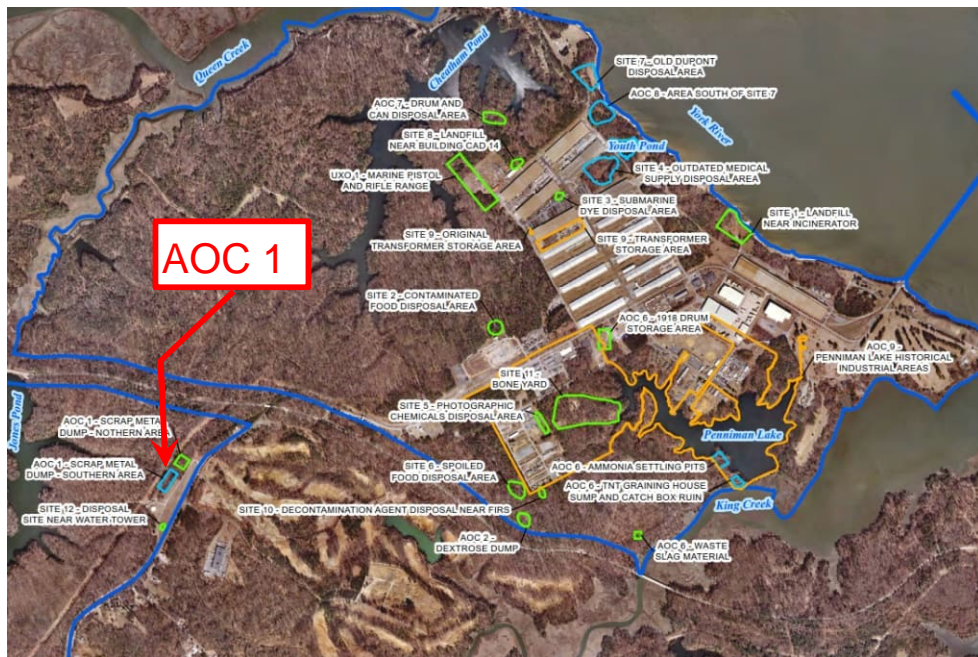 Queen Creek
Cheatham Pond
SITE 7 - OLD DUPONT
DISPOSAL AREA
AOC 8 - AREA SOUTH OF SITE 7
York River
AOC 7 - DRUM AND
CAN DISPOSAL AREA
SITE 8 - LANDFILL
NEAR BUILDING CAD 14
Youth Pond
UXO 1 - MARINE PISTOL
AND RIFLE RANGE
SITE 4 - OUTDATED MEDICAL
SUPPLY DISPOSAL AREA
SITE 3 - SUBMARINE
DYE DISPOSAL AREA
SITE 1 - LANDFILL
NEAR INCINERATOR
SITE 9 - ORIGINAL
TRANSFORMER STORAGE AREA
SITE 9 - TRANSFORMER
STORAGE AREA
AOC 1
SITE 2 - CONTAMINATED
FOOD DISPOSAL AREA
AOC 6 - 1918 DRUM
STORAGE AREA
AOC 9 -
PENNIMAN LAKE HISTORICAL
INDUSTRIAL AREAS
SITE 11 -
BONE YARD
Jones Pond
SITE 5 - PHOTOGRAPHIC
CHEMICALS DISPOSAL AREA
AOC 1 - SCRAP METAL
DUMP - NOTHERN AREA
Penniman Lake
AOC 1 - SCRAP METAL
DUMP - SOUTHERN AREA
SITE 6 - SPOILED
FOOD DISPOSAL AREA
AOC 6 - AMMONIA SETTLING PITS
AOC 6 - TNT GRAINING HOUSE
SUMP AND CATCH BOX RUIN
SITE 12 - DISPOSAL
SITE NEAR WATER TOWER
SITE 10 - DECONTAMINATION AGENT DISPOSAL NEAR FIRS
King Creek
AOC 2 -
DEXTROSE DUMP
AOC 6 - WASTE
SLAG MATERIAL